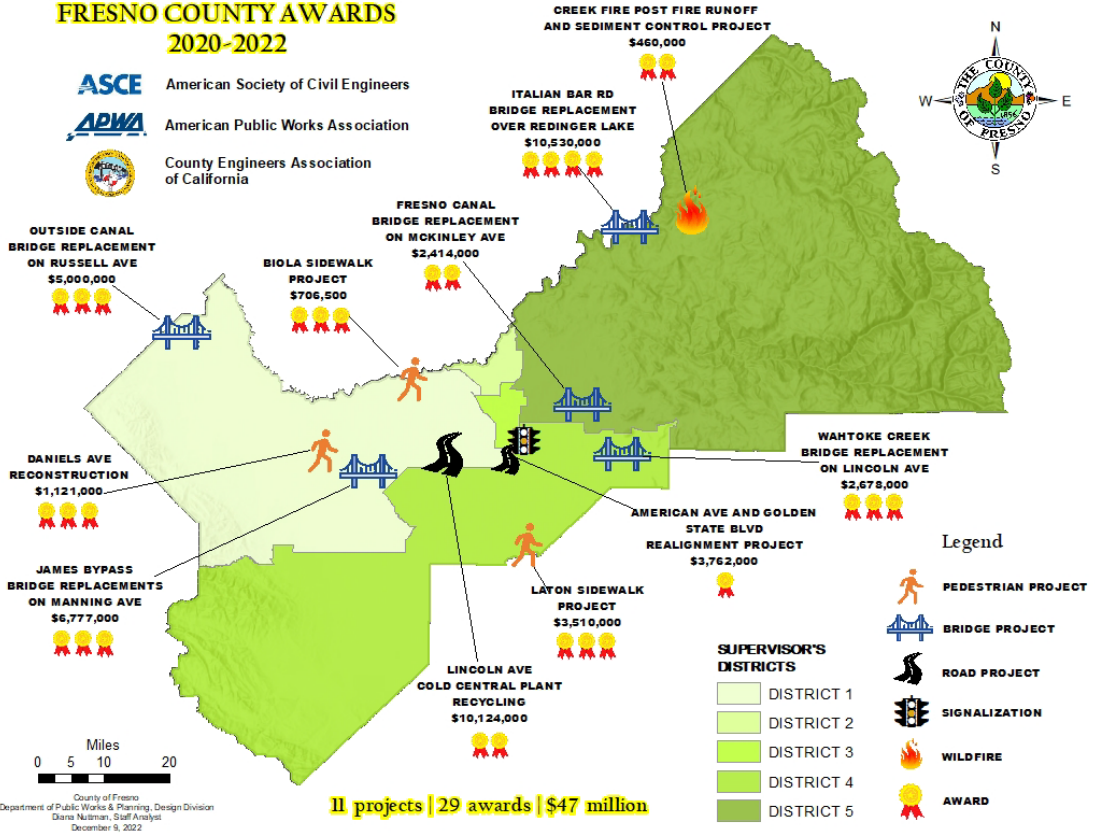 FRESNO COUNTY AWARDS
2020-2022
ASCE American Society of Civil Engineers
APWA American Public Works Association
County Engineers Association
of California
CREEK FIRE POST FIRE RUNOFF
AND SEDIMENT CONTROL PROJECT
$460,000
ITALIAN BAR RD
BRIDGE REPLACEMENT
OVER REDINGER LAKE
$10,530,000
N
W
E
S
THE COUNTY
OF FRESNO
1856
FRESNO CANAL
BRIDGE REPLACEMENT
ON MCKINLEY AVE
$2,414,000
OUTSIDE CANAL
BRIDGE REPLACEMENT
ON RUSSELL AVE
$5,000,000
BIOLA SIDEWALK
PROJECT
$706,500
DANIELS AVE
RECONSTRUCTION
$1,121,000
WAHTOKE CREEK
BRIDGE REPLACEMENT
ON LINCOLN AVE
$2,678,000
AMERICAN AVE AND GOLDEN
STATE BLVD
REALIGNMENT PROJECT
$3,762,000
JAMES BYPASS
BRIDGE REPLACEMENTS
ON MANNING AVE
$6,777,000
LATON SIDEWALK
PROJECT
$3,510,000
LINCOLN AVE
COLD CENTRAL PLANT
RECYCLING
$10,124,000
Legend
PEDESTRIAN PROJECT
BRIDGE PROJECT
ROAD PROJECT
SIGNALIZATION
WILDFIRE
AWARD
SUPERVISOR'S
DISTRICTS
DISTRICT 1
DISTRICT 2
DISTRICT 3
DISTRICT 4
DISTRICT 5
Miles
0 5 10 20
County of Fresno
Department of Public Works & Planning, Design Division
Diana Nuttman, Staff Analyst
December 9, 2022
11 projects | 29 awards | $47 million